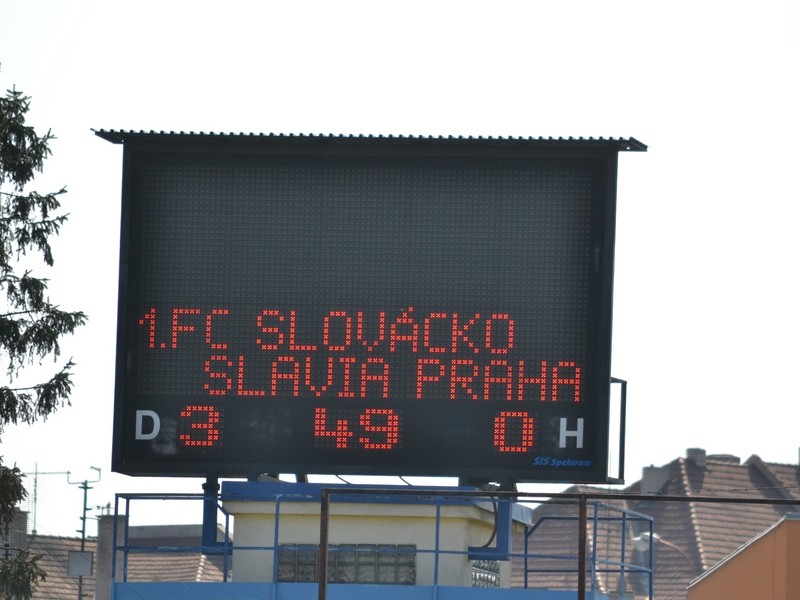 1.FC SLOVÁCKO
SLAVIA PRAHA
D 3 49 0 H
SIS Spektrum